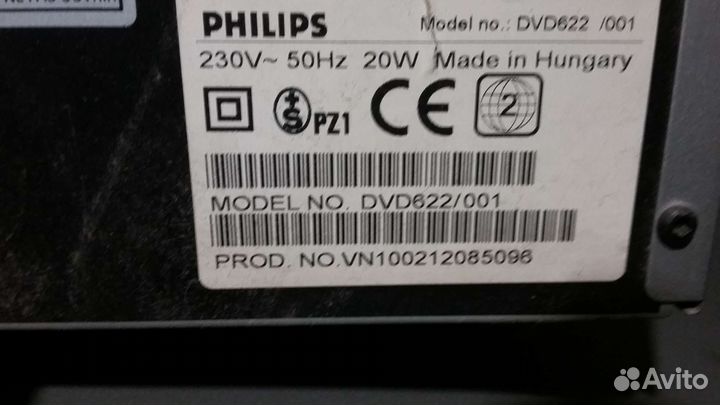 PHILIPS Model no.: DVD622 /001
230V~ 50Hz 20W Made in Hungary
S PZ1 CE 2
MODEL NO. DVD622/001
PROD. NO.VN100212085096
Avito